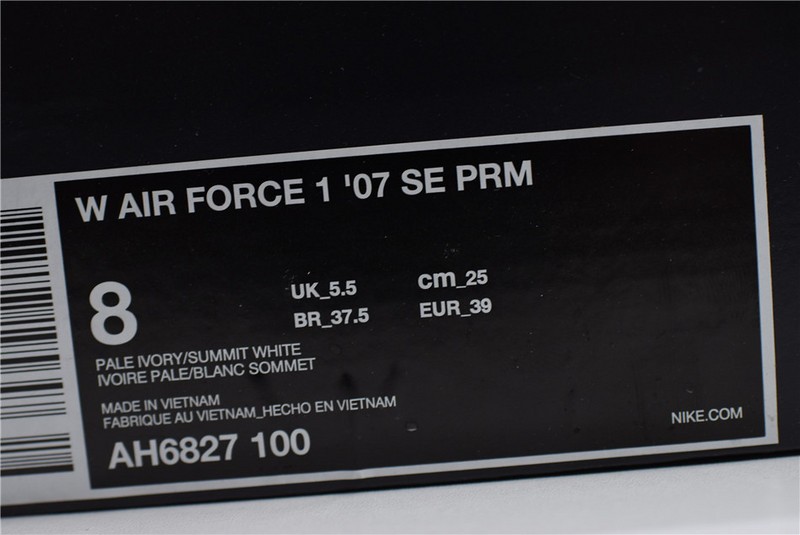 W AIR FORCE 1 '07 SE PRM
8
UK_5.5
cm_25
BR_37.5
EUR_39
PALE IVORY/SUMMIT WHITE
IVOIRE PALE/BLANC SOMMET
MADE IN VIETNAM
FABRIQUE AU VIETNAM_HECHO EN VIETNAM
AH6827 100
NIKE.COM